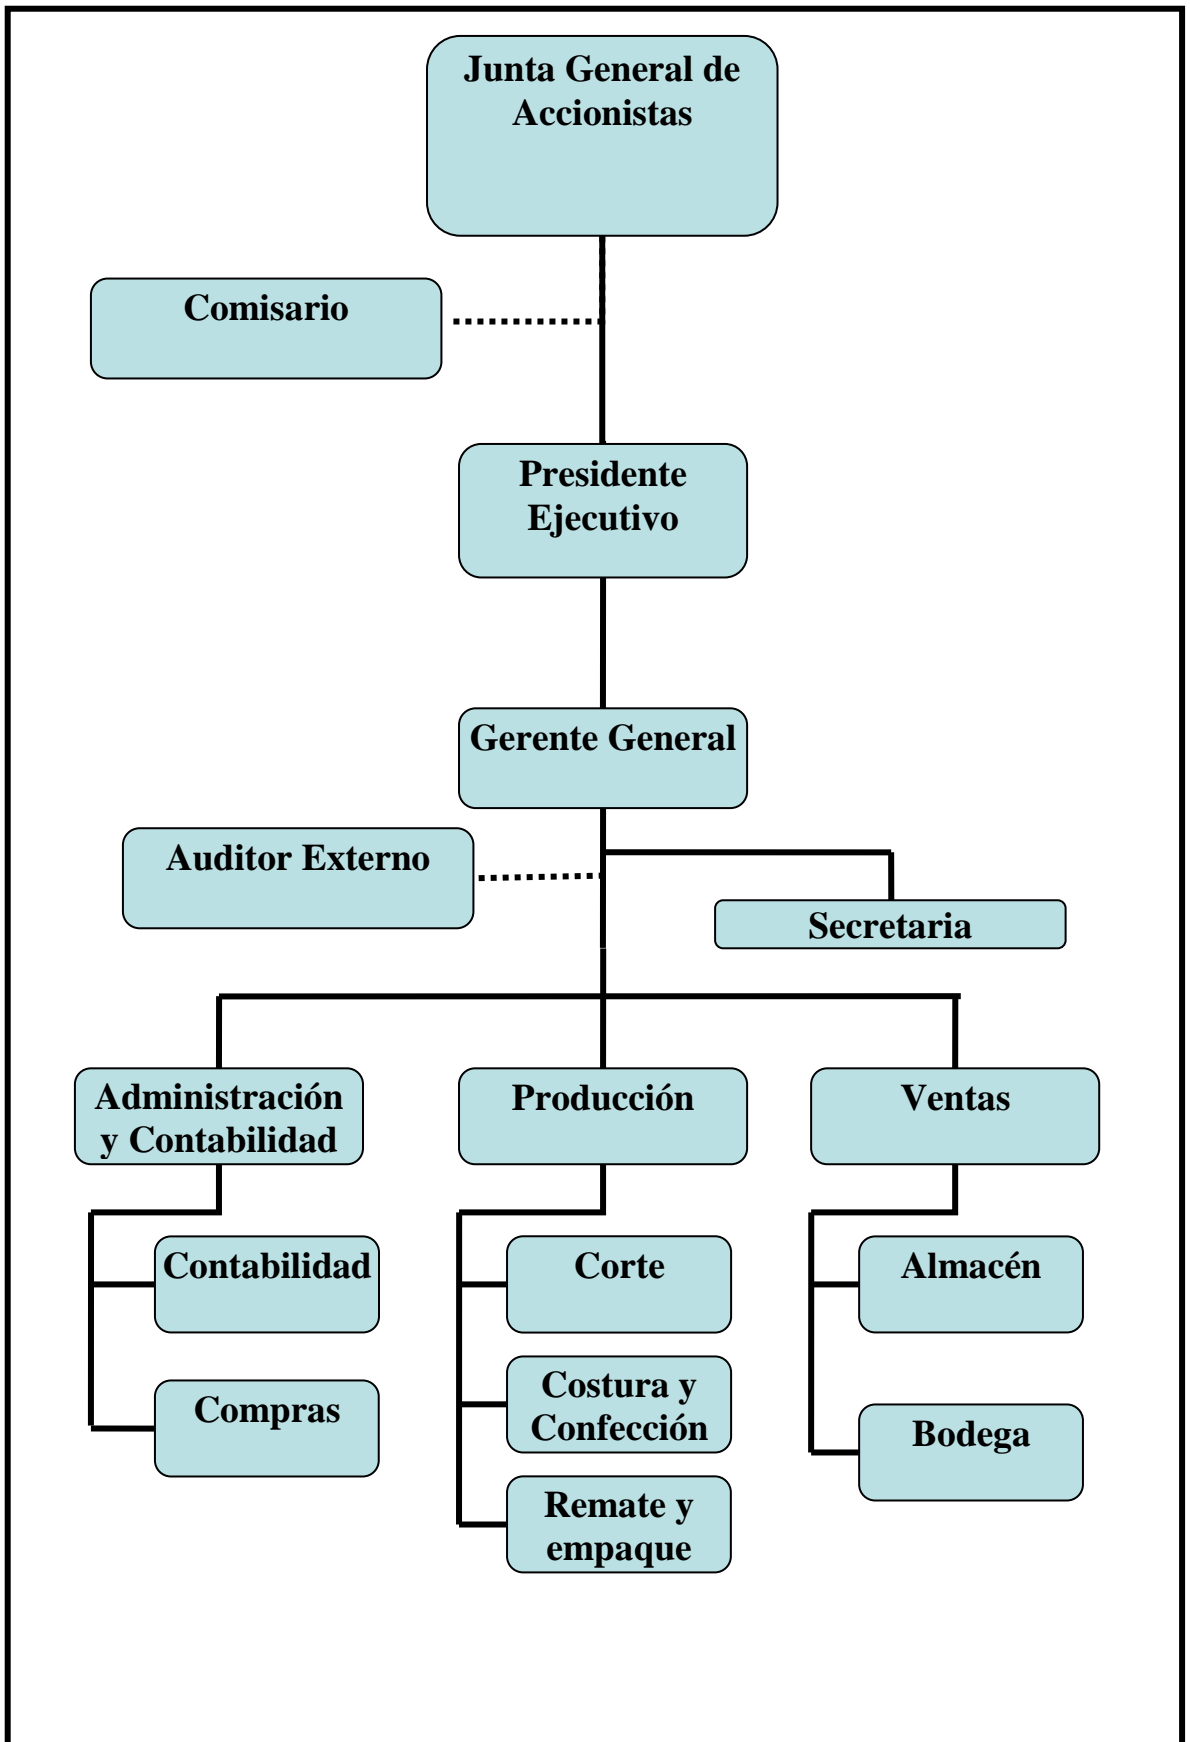 Junta General de
Accionistas
Comisario
Presidente
Ejecutivo
Gerente General
Auditor Externo
Secretaria
Administración
y Contabilidad
Producción
Ventas
Contabilidad
Corte
Almacén
Compras
Costura y
Confección
Bodega
Remate y
empaque